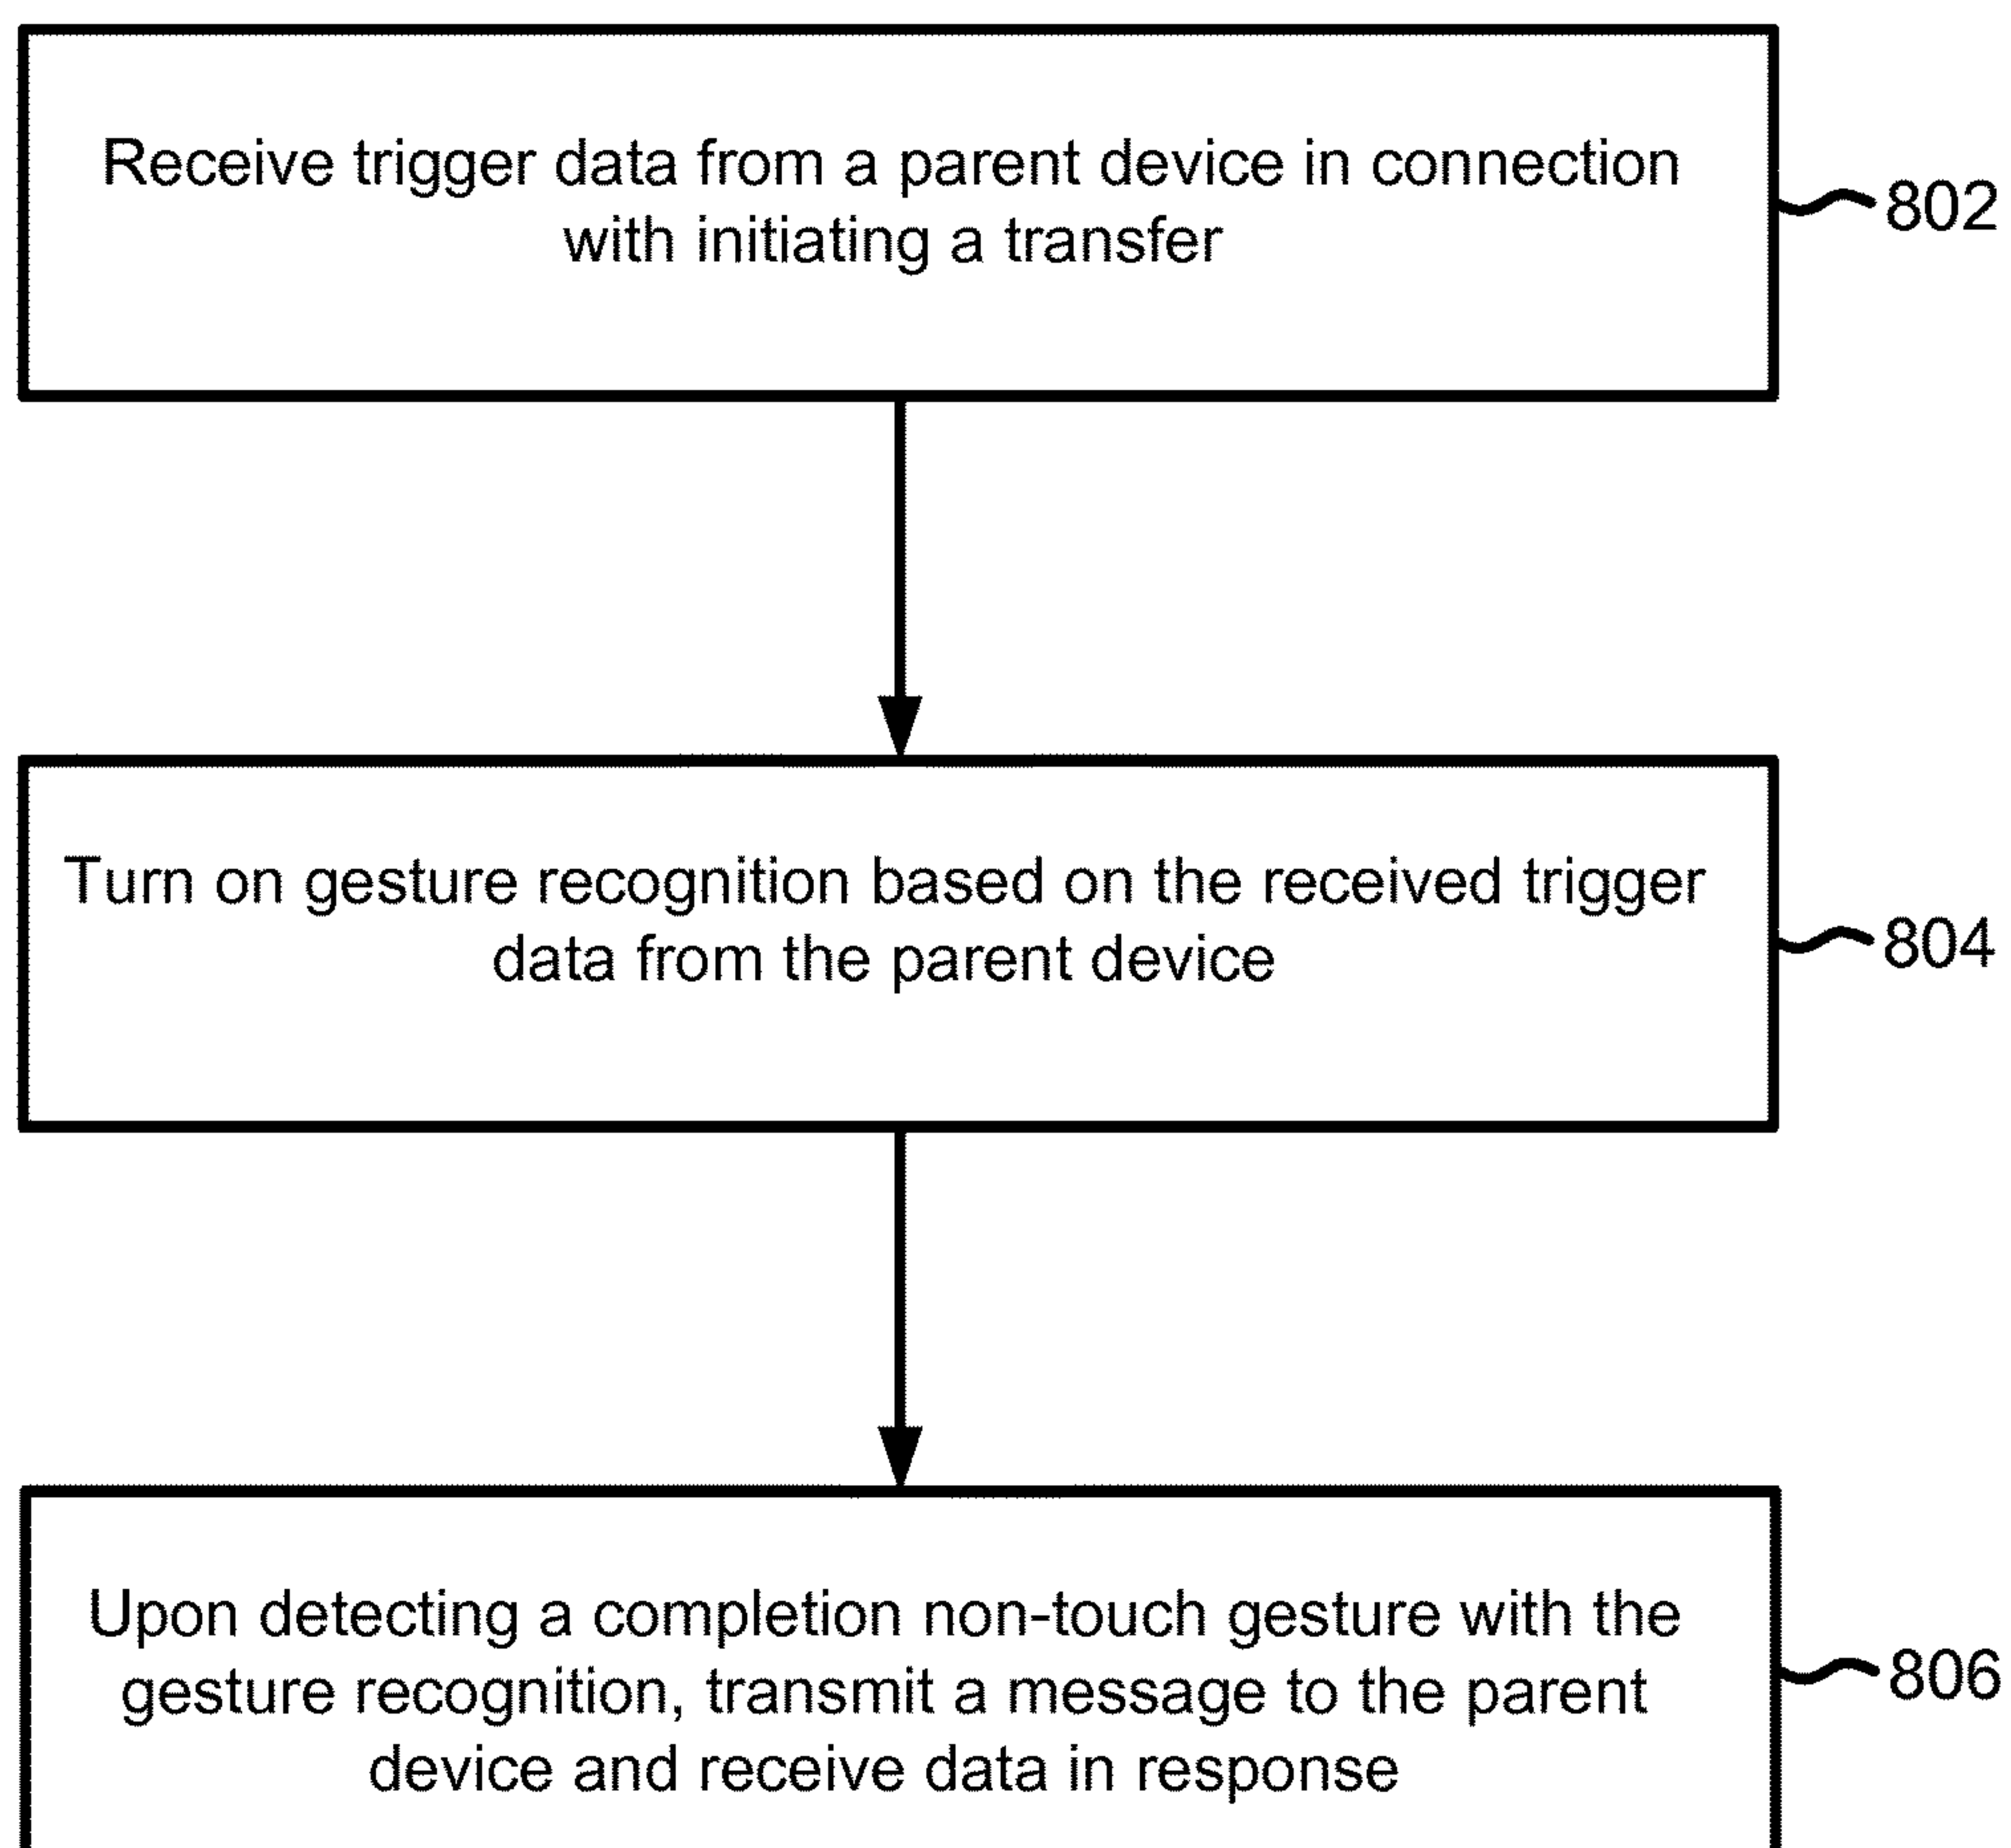 Receive trigger data from a parent device in connection
with initiating a transfer
802
Turn on gesture recognition based on the received trigger
data from the parent device
804
Upon detecting a completion non-touch gesture with the
gesture recognition, transmit a message to the parent
device and receive data in response
806